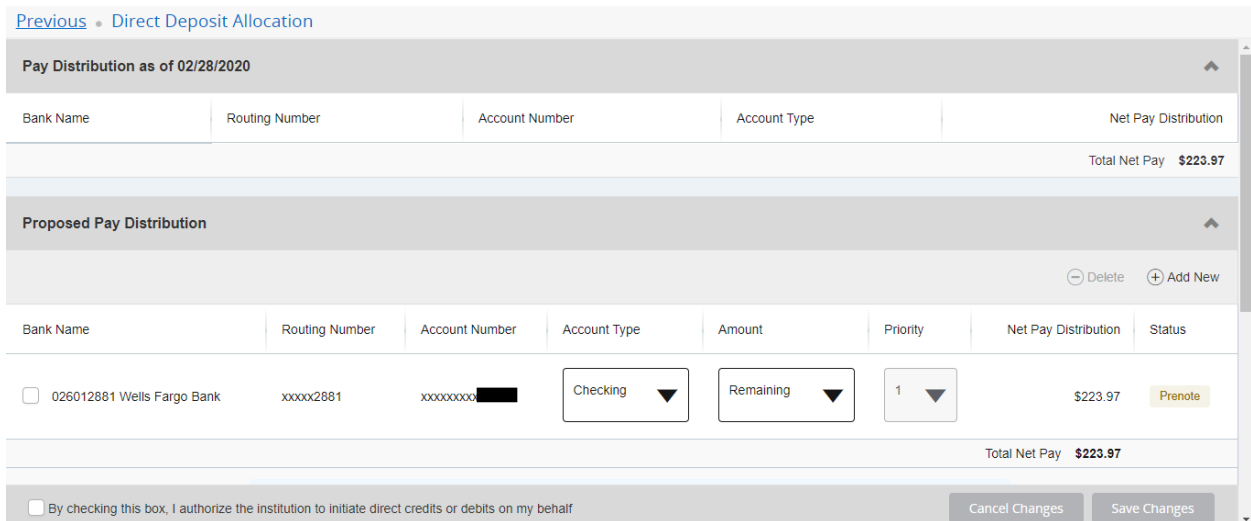 Previous • Direct Deposit Allocation
Pay Distribution as of 02/28/2020
Bank Name Routing Number Account Number Account Type Net Pay Distribution
Total Net Pay $223.97
Proposed Pay Distribution
Delete Add New
Bank Name Routing Number Account Number Account Type Amount Priority Net Pay Distribution Status
026012881 Wells Fargo Bank xxxxx2881 xxxxxxxxx Checking Remaining 1 $223.97 Prenote
Total Net Pay $223.97
By checking this box, I authorize the institution to initiate direct credits or debits on my behalf Cancel Changes Save Changes